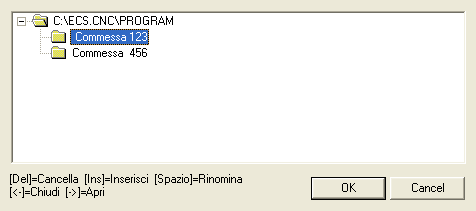 C:\ECS.CNC\PROGRAM
Commessa 123
Commessa 456
[Del]=Cancella [Ins]=Inserisci [Spazio]=Rinomina
[<-]=Chiudi [->]=Apri
OK
Cancel